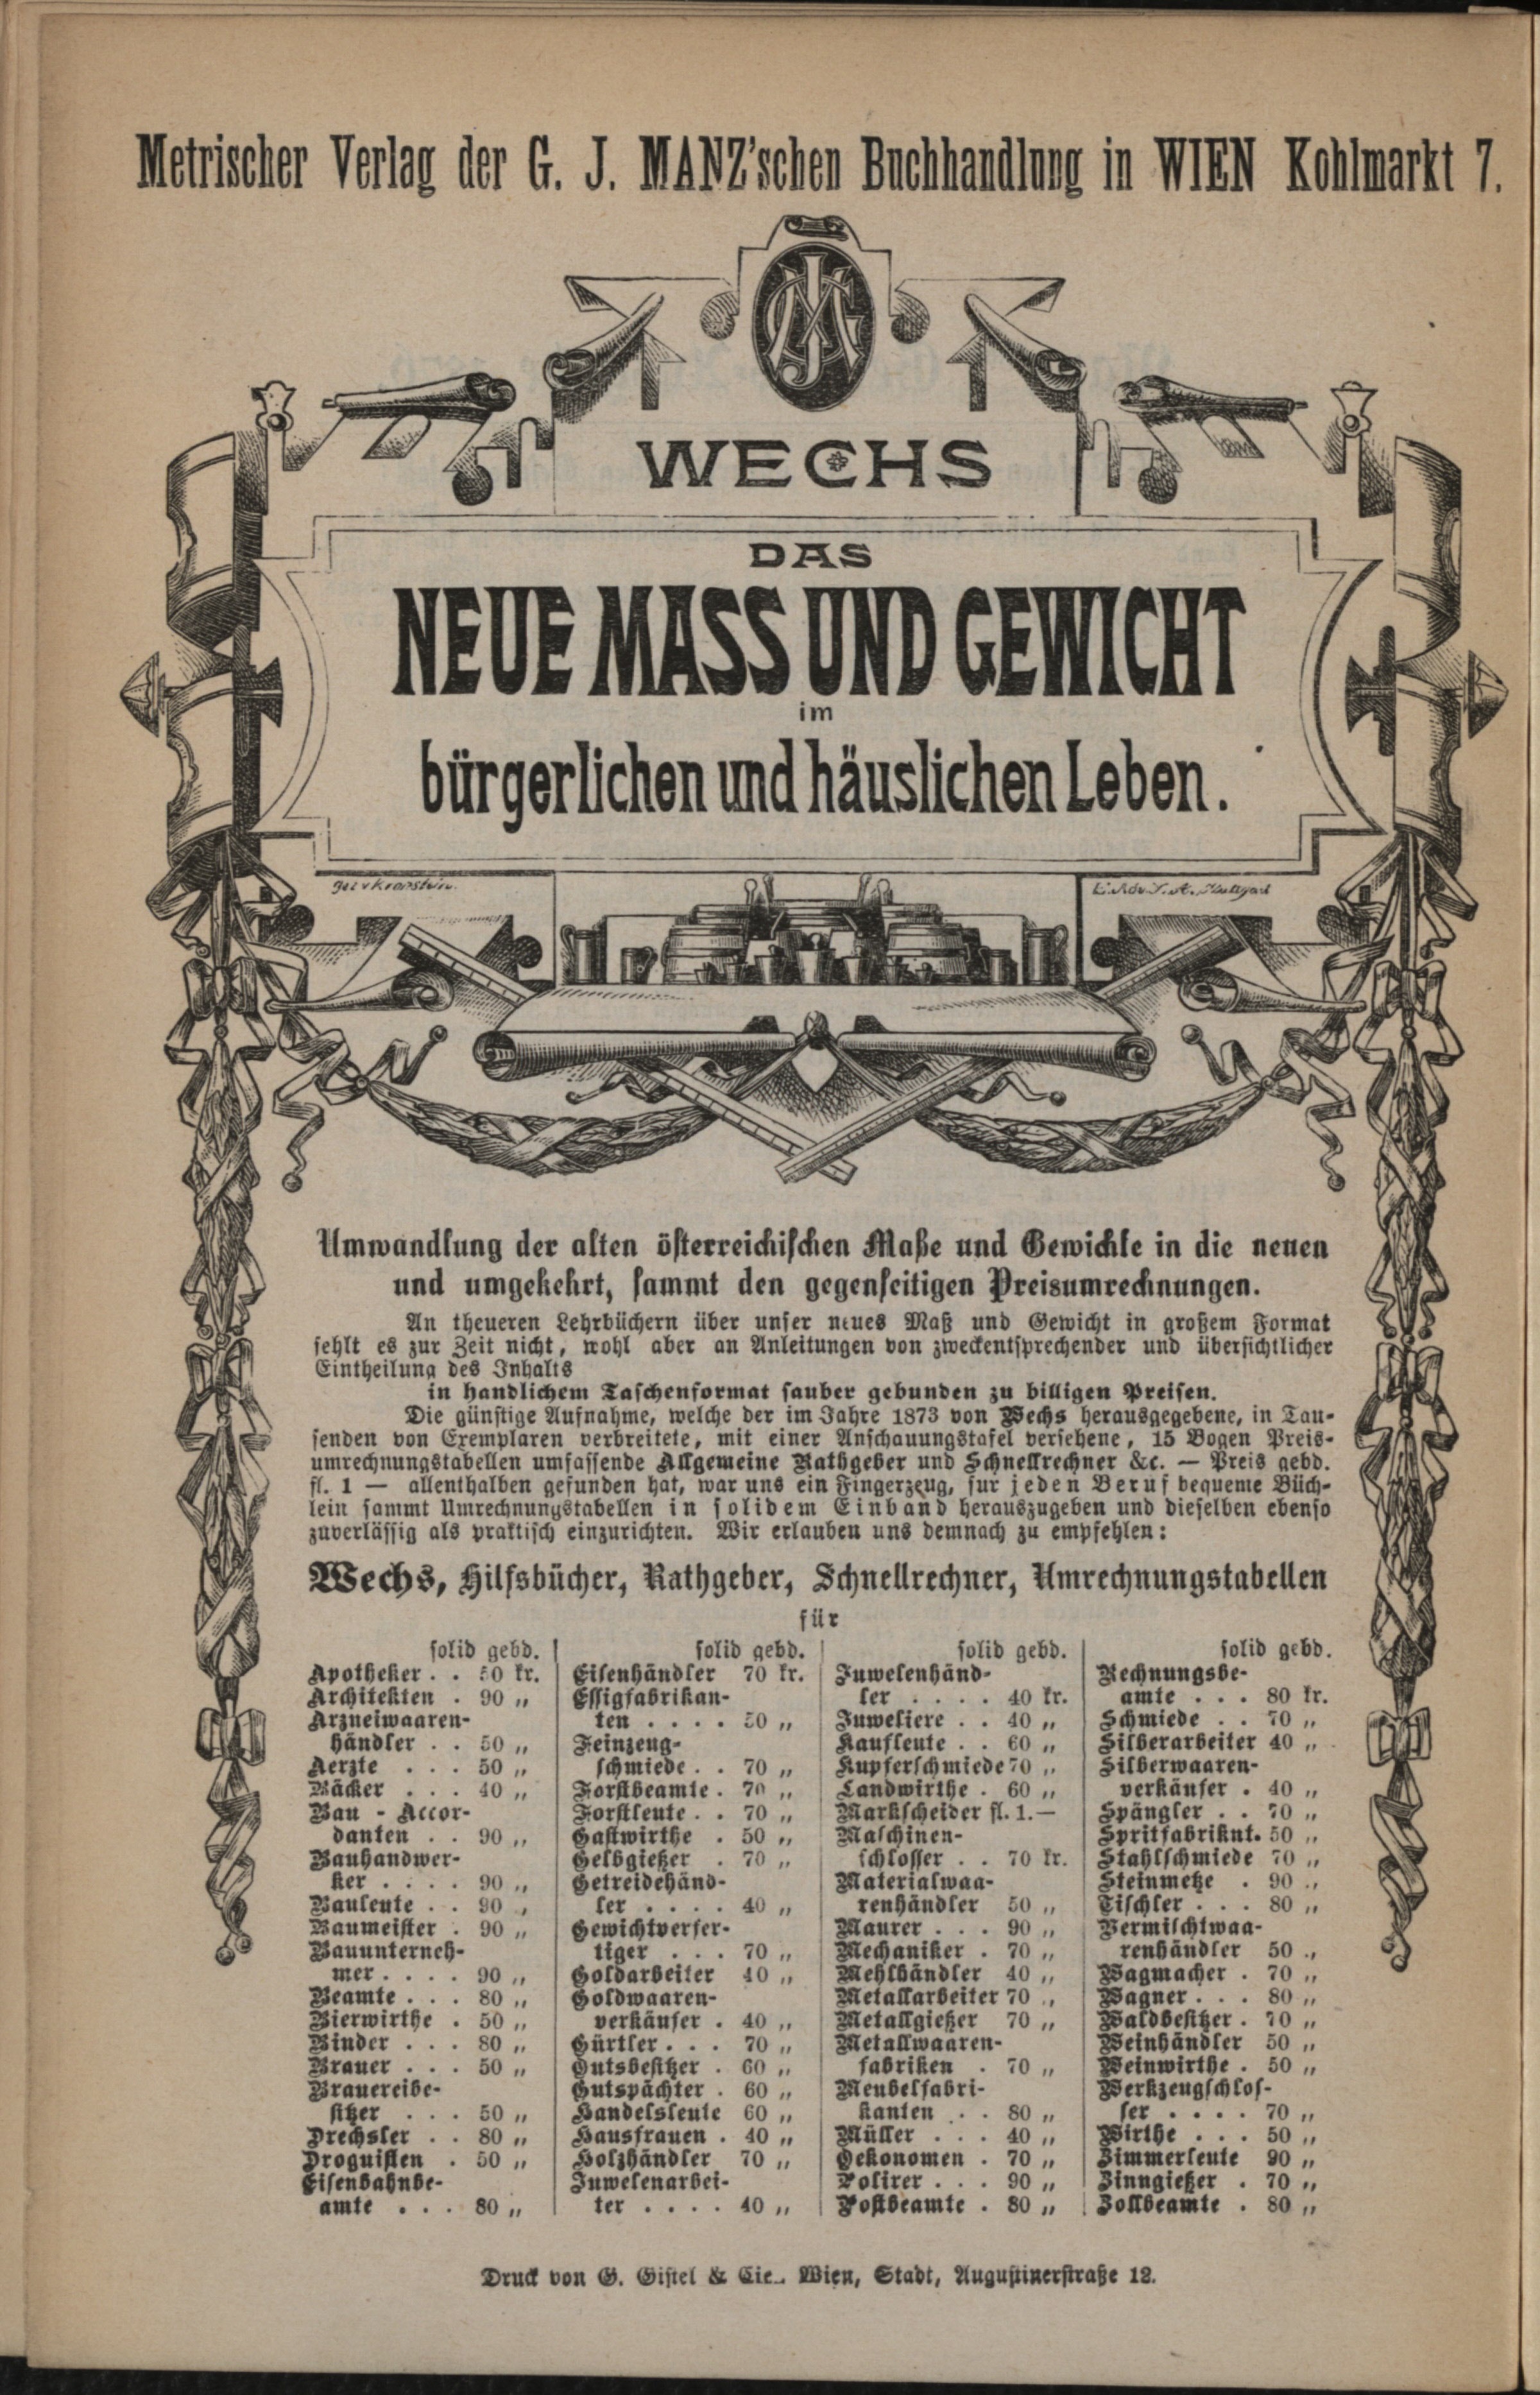 Metrischer Verlag der G. J. MANZ'schen Buchhandlung in WIEN Kohlmarkt 7.
WECHS
DAS
NEUE MASS UND GEWICHT
im
bürgerlichen und häuslichen Leben.
Umwandlung der alten österreichischen Maße und Gewichte in die neuen
und umgekehrt, sammt den gegenseitigen Preisumrechnungen.
An theueren Lehrbüchern über unser neues Maß und Gewicht in großem Format
fehlt es zur Zeit nicht, wohl aber an Anleitungen von zweckentsprechender und übersichtlicher
Eintheilung des Inhalts
in handlichem Taschenformat sauber gebunden zu billigen Preisen.
Die günstige Aufnahme, welche der im Jahre 1873 von Wechs herausgegebene, in Tau-
senden von Exemplaren verbreitete, mit einer Anschauungstafel versehene, 15 Bogen Preis-
umrechnungstabellen umfassende Allgemeine Rathgeber und Schnellrechner &c. — Preis gebd.
fl. 1 — allenthalben gefunden hat, war uns ein Fingerzeug, für jeden Beruf bequeme Büch-
lein sammt Umrechnungstabellen in solidem Einband herauszugeben und dieselben ebenso
zuverlässig als praktisch einzurichten. Wir erlauben uns demnach zu empfehlen:
Wechs, Hilfsbücher, Rathgeber, Schnellrechner, Umrechnungstabellen
für
solid gebd.
Apotheker . . 50 kr.
Architekten . 90 „
Arzneiwaaren-
händler . . 50 „
Aerzte . . . 50 „
Bäcker . . . 40 „
Bau - Accor-
danten . . 90 „
Bauhandwer-
ker . . . . 90 „
Bauleute . . 90 „
Baumeister . 90 „
Bauunterneh-
mer . . . . 90 „
Beamte . . . 80 „
Bierwirthe . 50 „
Binder . . . 80 „
Brauer . . . 50 „
Brauereibe-
sitzer . . . 50 „
Drechsler . . 80 „
Droguisten . 50 „
Eisenbahnbe-
amte . . . 80 „
solid gebd.
Eisenhändler 70 kr.
Essigfabrikan-
ten . . . . 50 „
Feinzeug-
schmiede . . 70 „
Forstbeamte . 70 „
Forstleute . . 70 „
Gastwirthe . 50 „
Gelbgießer . 70 „
Getreidehänd-
ler . . . . 40 „
Gewichtverfer-
tiger . . . 70 „
Goldarbeiter 40 „
Goldwaaren-
verkäufer . 40 „
Gürtler . . . 70 „
Gutsbesitzer . 60 „
Gutspächter . 60 „
Handelsleute 60 „
Hausfrauen . 40 „
Holzhändler 70 „
Juwelenarbei-
ter . . . . 40 „
solid gebd.
Juwelenhänd-
ler . . . . 40 kr.
Juweliere . . 40 „
Kaufleute . . 60 „
Kupferschmiede 70 „
Landwirthe . 60 „
Markscheider fl. 1.—
Maschinen-
schlosser . . 70 kr.
Materialwaa-
renhändler 50 „
Maurer . . . 90 „
Mechaniker . 70 „
Mehlhändler 40 „
Metallarbeiter 70 „
Metallgießer 70 „
Metallwaaren-
fabriken . 70 „
Meubelfabri-
kanten . . 80 „
Müller . . . 40 „
Oekonomen . 70 „
Polirer . . . 90 „
Postbeamte . 80 „
solid gebd.
Rechnungsbe-
amte . . . 80 kr.
Schmiede . . 70 „
Silberarbeiter 40 „
Silberwaaren-
verkäufer . 40 „
Spängler . . 70 „
Spritfabriknt. 50 „
Stahlschmiede 70 „
Steinmetze . 90 „
Tischler . . . 80 „
Vermischtwaa-
renhändler 50 „
Wagmacher . 70 „
Wagner . . . 80 „
Waldbesitzer . 70 „
Weinhändler 50 „
Weinwirthe . 50 „
Werkzeugschlos-
ser . . . . 70 „
Wirthe . . . 50 „
Zimmerleute 90 „
Zinngießer . 70 „
Zollbeamte . 80 „
Druck von G. Gistel & Cie., Wien, Stadt, Augustinerstraße 12.